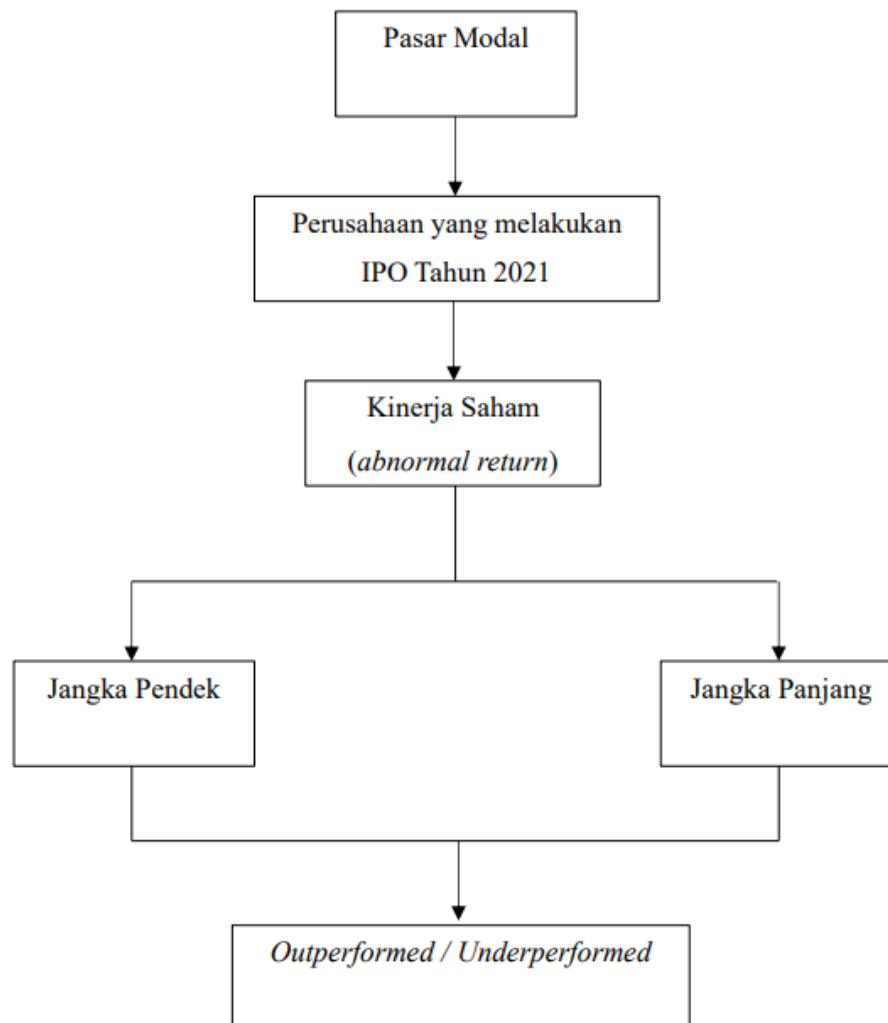 Pasar Modal
Perusahaan yang melakukan
IPO Tahun 2021
Kinerja Saham
(abnormal return)
Jangka Pendek
Jangka Panjang
Outperformed / Underperformed